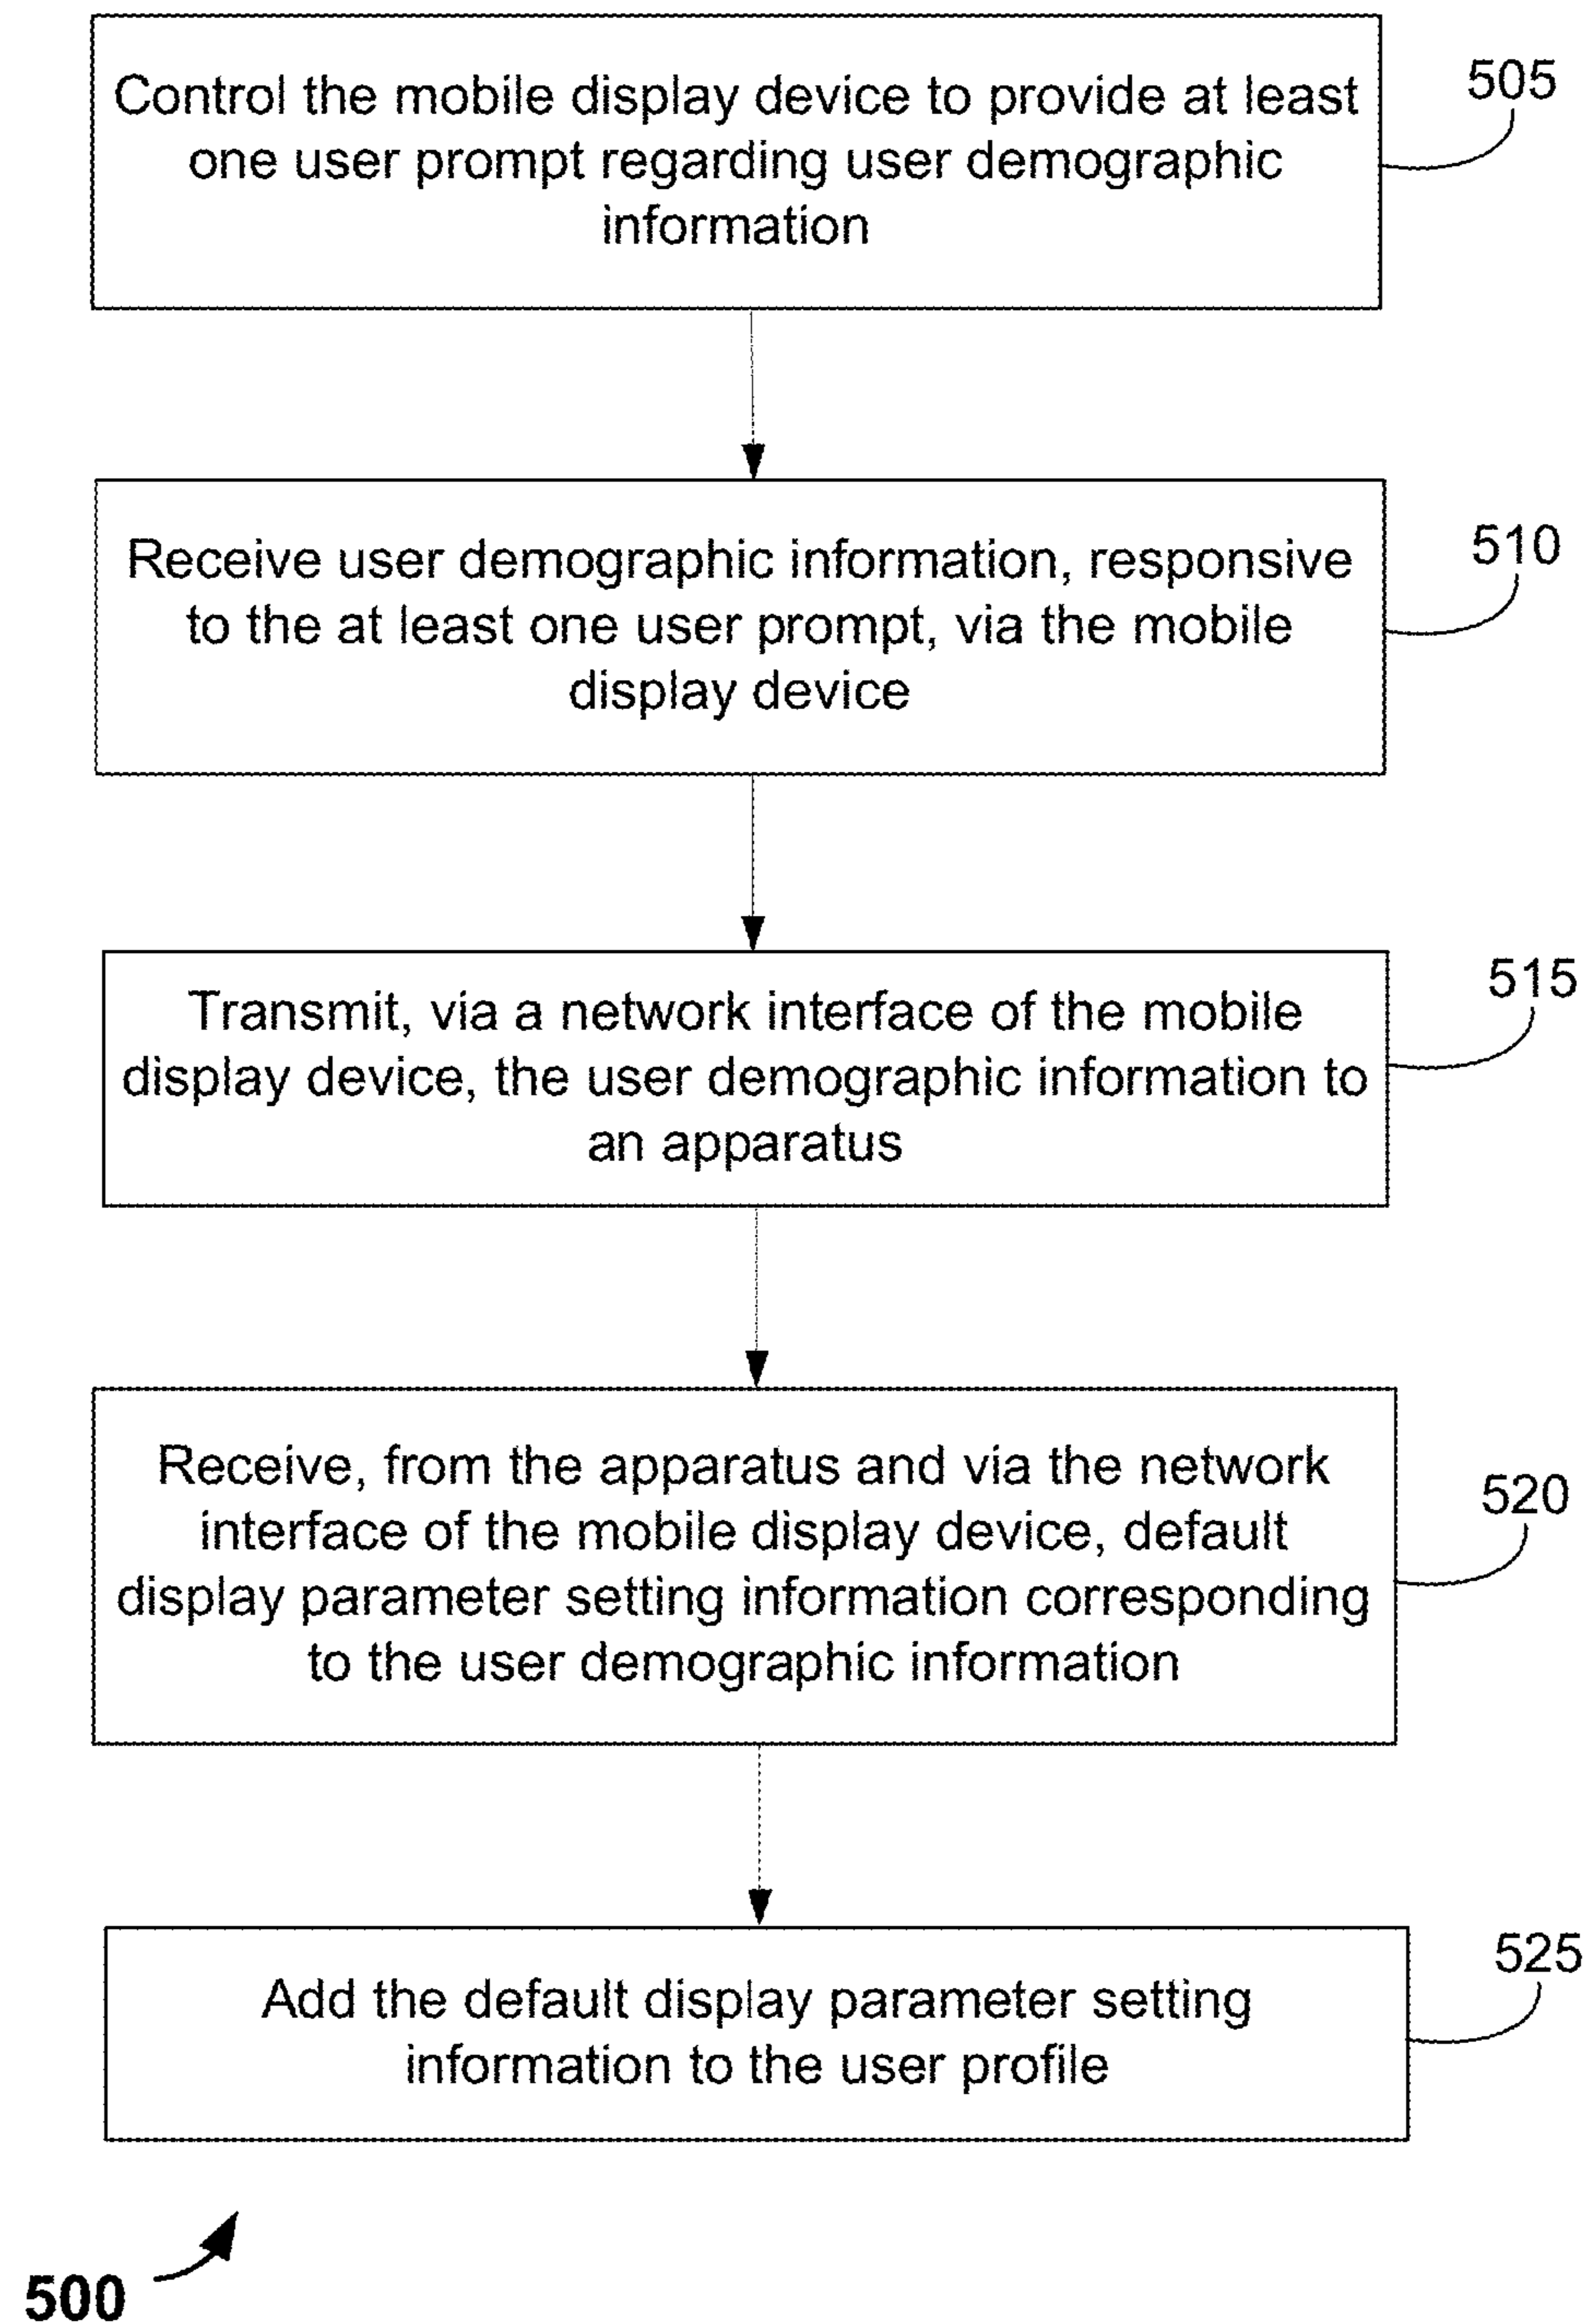 Control the mobile display device to provide at least
one user prompt regarding user demographic
information
505
Receive user demographic information, responsive
to the at least one user prompt, via the mobile
display device
510
Transmit, via a network interface of the mobile
display device, the user demographic information to
an apparatus
515
Receive, from the apparatus and via the network
interface of the mobile display device, default
display parameter setting information corresponding
to the user demographic information
520
Add the default display parameter setting
information to the user profile
525
500